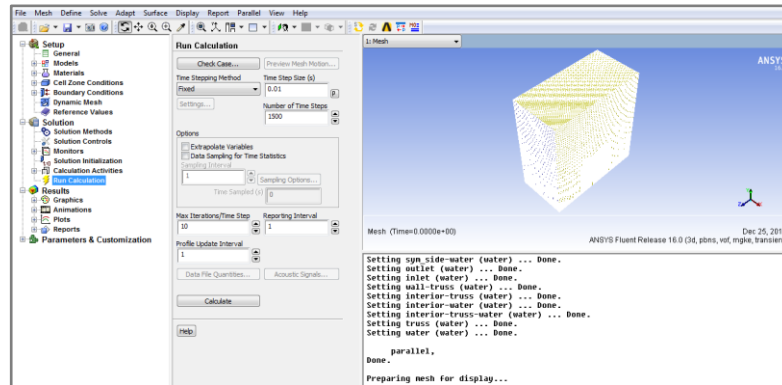 File Mesh Define Solve Adapt Surface Display Report Parallel View Help
Setup
General
Models
Materials
Cell Zone Conditions
Boundary Conditions
Dynamic Mesh
Reference Values
Solution
Solution Methods
Solution Controls
Monitors
Solution Initialization
Calculation Activities
Run Calculation
Results
Graphics
Animations
Plots
Reports
Parameters & Customization
Run Calculation
Check Case... Preview Mesh Motion...
Time Stepping Method Time Step Size (s)
Fixed 0.01
Settings... Number of Time Steps
1500
Options
Extrapolate Variables
Data Sampling for Time Statistics
Sampling Interval
1 Sampling Options...
Time Sampled (s) 0
Max Iterations/Time Step Reporting Interval
10 1
Profile Update Interval
1
Data File Quantities... Acoustic Signals...
Calculate
Help
1: Mesh
ANSYS
Mesh (Time=0.0000e+00) Dec 25, 201
ANSYS Fluent Release 16.0 (3d, pbns, vof, rngke, transien
Setting sym_side-water (water) ... Done.
Setting outlet (water) ... Done.
Setting inlet (water) ... Done.
Setting wall-truss (water) ... Done.
Setting interior-truss (water) ... Done.
Setting interior-water (water) ... Done.
Setting interior-truss-water (water) ... Done.
Setting truss (water) ... Done.
Setting water (water) ... Done.
parallel,
Done.
Preparing mesh for display...